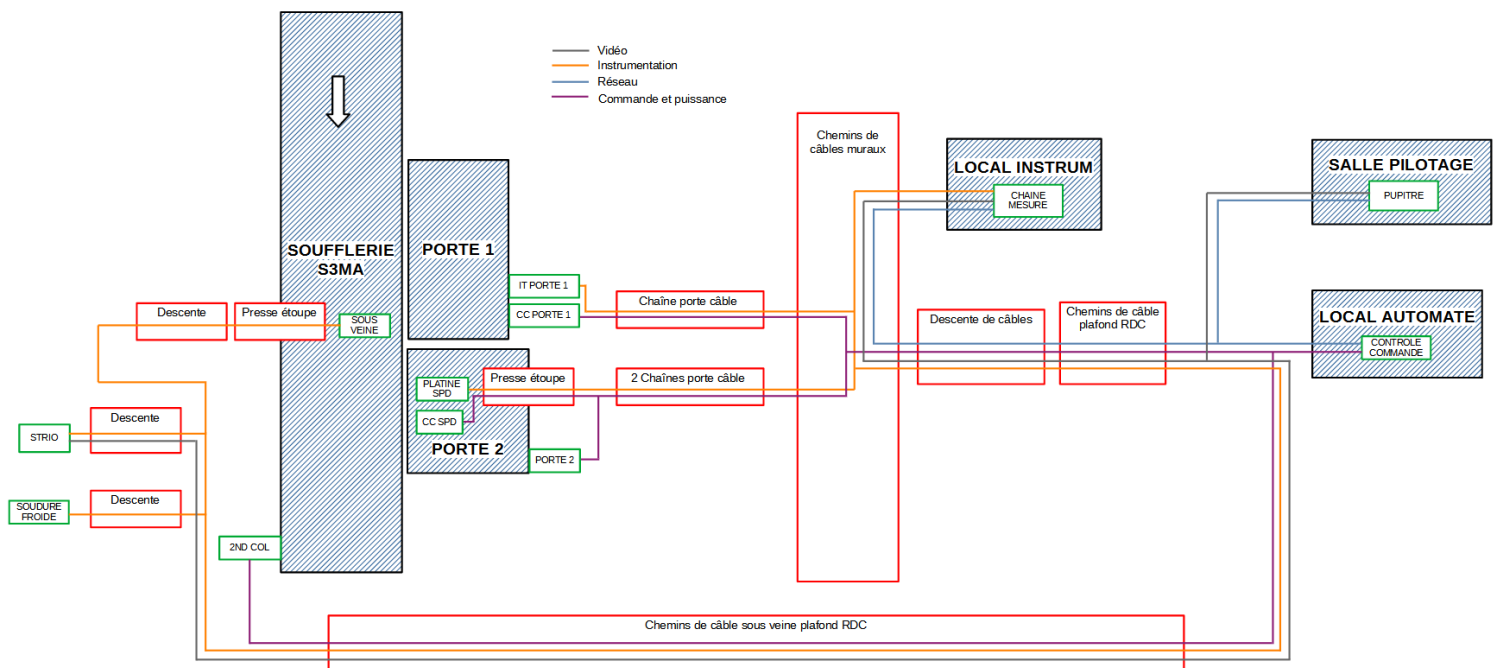 Vidéo
Instrumentation
Réseau
Commande et puissance
Chemins de
câbles muraux
LOCAL INSTRUM
CHAINE
MESURE
SALLE PILOTAGE
PUPITRE
SOUFFLERIE
S3MA
PORTE 1
IT PORTE 1
CC PORTE 1
Chaîne porte câble
Descente
Presse étoupe
SOUS
VEINE
Descente de câbles
Chemins de câble
plafond RDC
LOCAL AUTOMATE
CONTROLE
COMMANDE
PLATINE
SPD
Presse étoupe
2 Chaînes porte câble
CC SPD
PORTE 2
PORTE 2
Descente
STRIO
Descente
SOUDURE
FROIDE
2ND COL
Chemins de câble sous veine plafond RDC